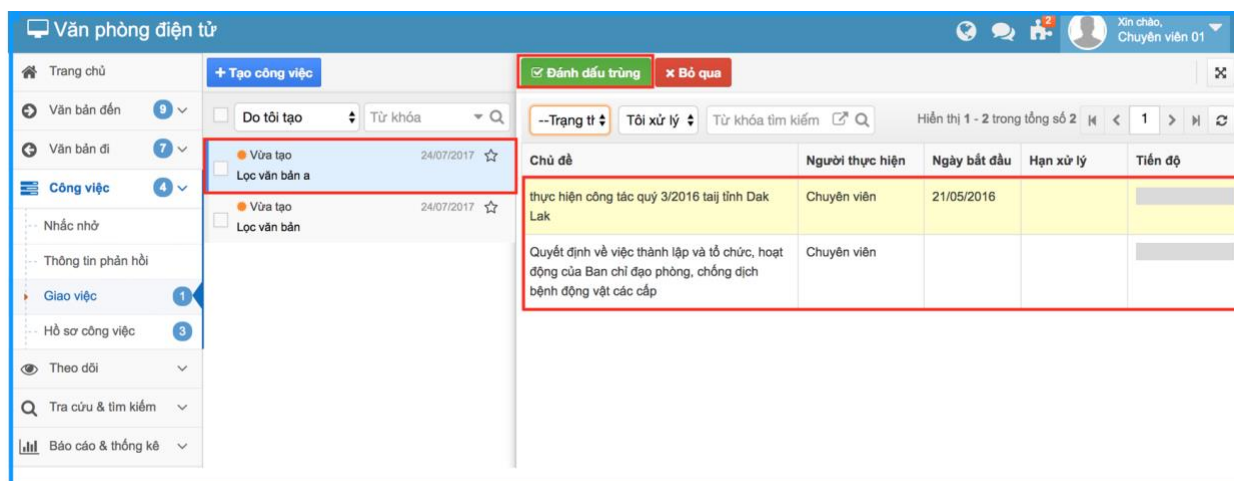 Văn phòng điện tử
2
Xin chào,
Chuyên viên 01
Trang chủ
Văn bản đến 9
Văn bản đi 7
Công việc 4
Nhắc nhở
Thông tin phản hồi
Giao việc 1
Hồ sơ công việc 3
Theo dõi
Tra cứu & tìm kiếm
Báo cáo & thống kê
+ Tạo công việc
Do tôi tạo Từ khóa
Vừa tạo 24/07/2017
Lọc văn bản a
Vừa tạo 24/07/2017
Lọc văn bản
Đánh dấu trùng × Bỏ qua
--Trạng th Tôi xử lý Từ khóa tìm kiếm Hiển thị 1 - 2 trong tổng số 2 1
Chủ đề Người thực hiện Ngày bắt đầu Hạn xử lý Tiến độ
thực hiện công tác quý 3/2016 taij tỉnh Dak Chuyên viên 21/05/2016
Lak
Quyết định về việc thành lập và tổ chức, hoạt Chuyên viên
động của Ban chỉ đạo phòng, chống dịch
bệnh động vật các cấp